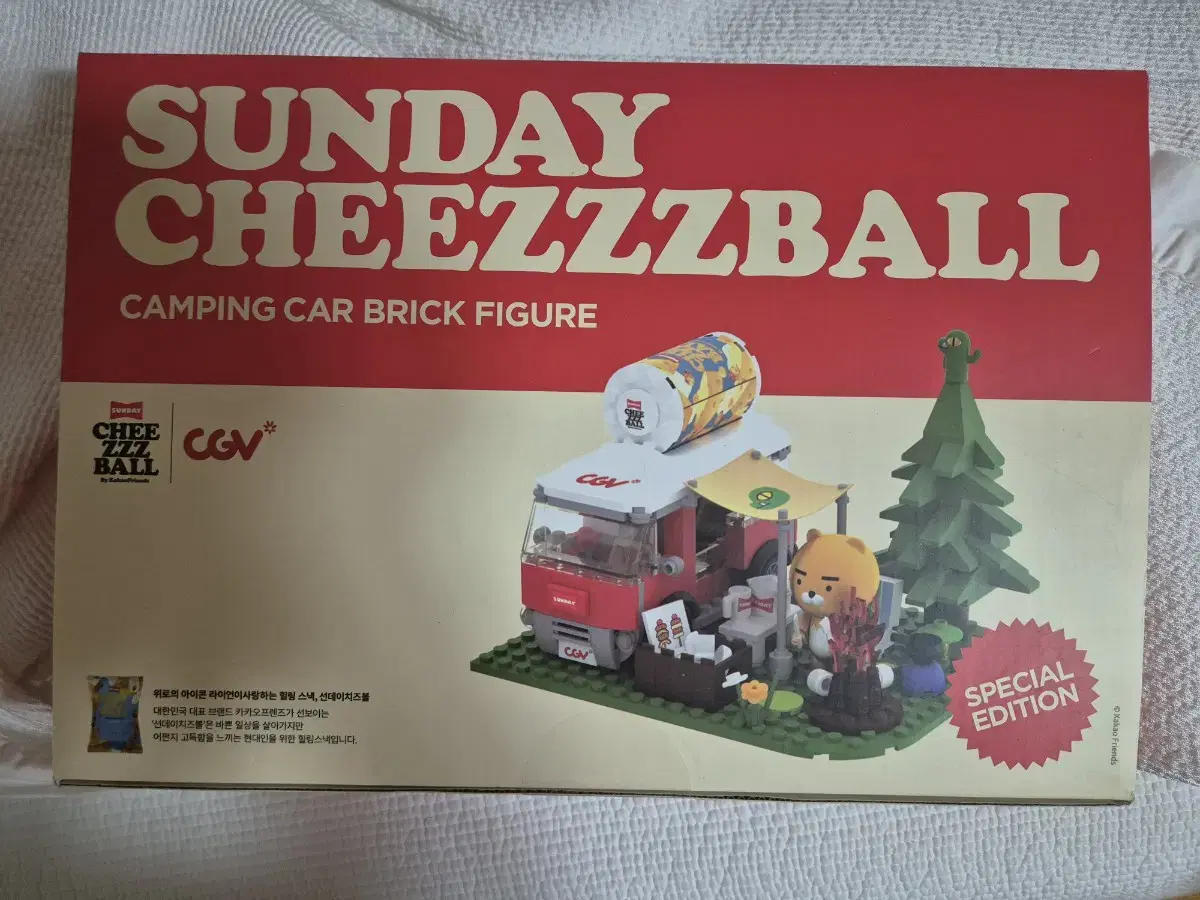 SUNDAY
CHEEZZZBALL
CAMPING CAR BRICK FIGURE
SUNDAY
CHEE
ZZZ
BALL
By KakaoFriends
CGV
CHEE
ZZZ
BALL
CGV
SUNDAY
CGV
SPECIAL
EDITION
위로의 아이콘 라이언이사랑하는 힐링 스낵, 선데이치즈볼
대한민국 대표 브랜드 카카오프렌즈가 선보이는
'선데이치즈볼'은 바쁜 일상을 살아가지만
어쩐지 고독함을 느끼는 현대인을 위한 힐링스낵입니다.
© Kakao Friends